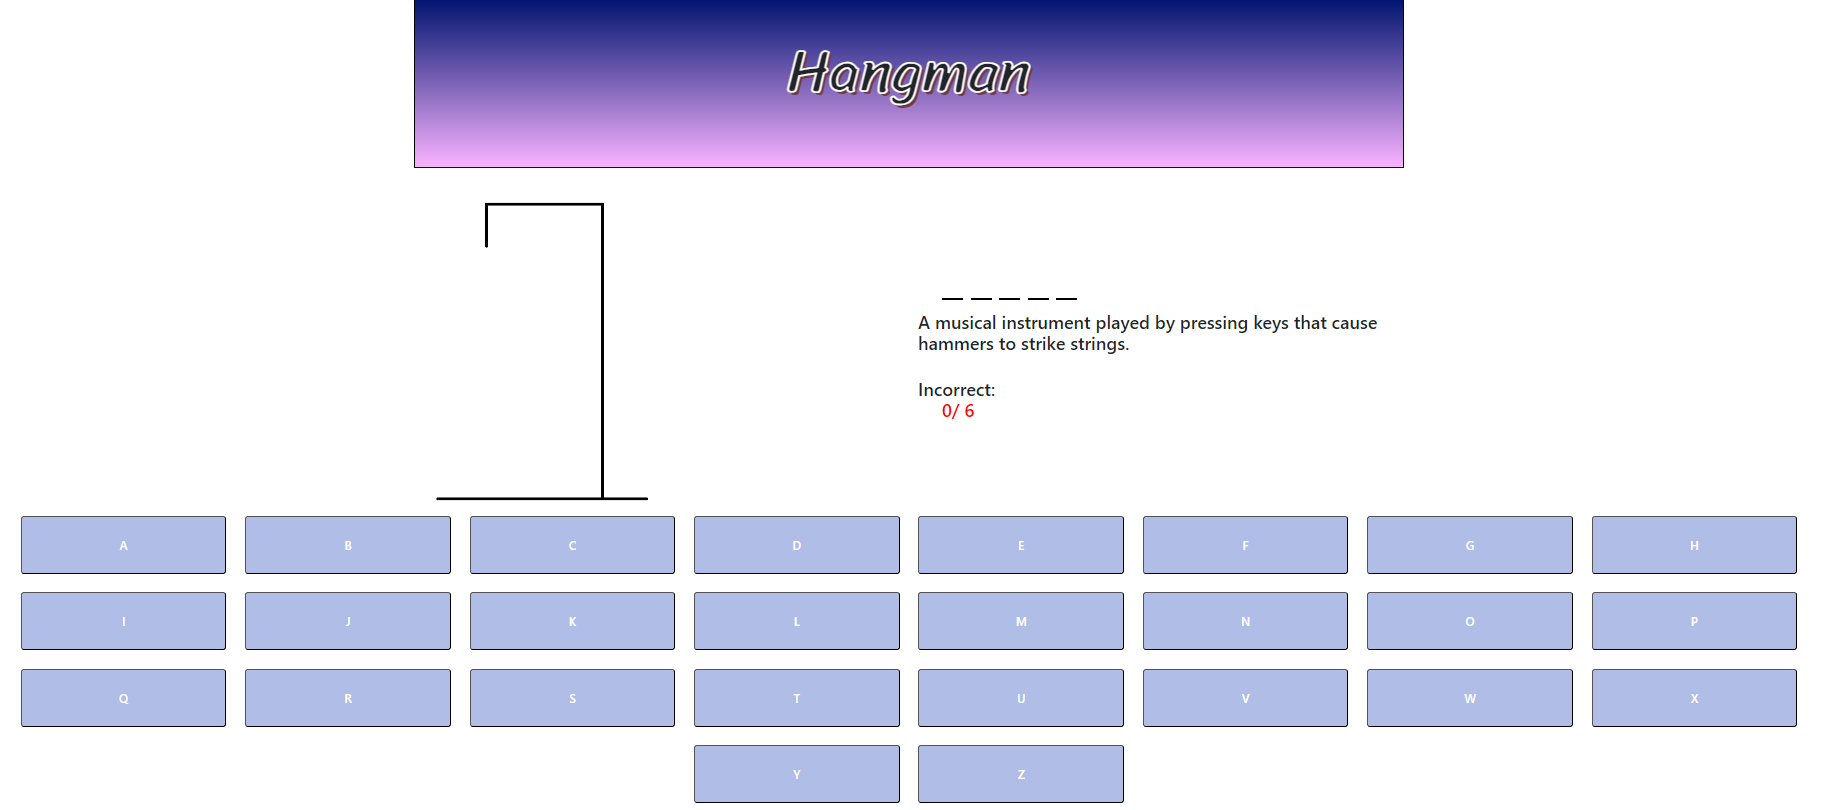 Hangman
_ _ _ _ _
A musical instrument played by pressing keys that cause
hammers to strike strings.
Incorrect:
0/ 6
A B C D E F G H
I J K L M N O P
Q R S T U V W X
Y Z